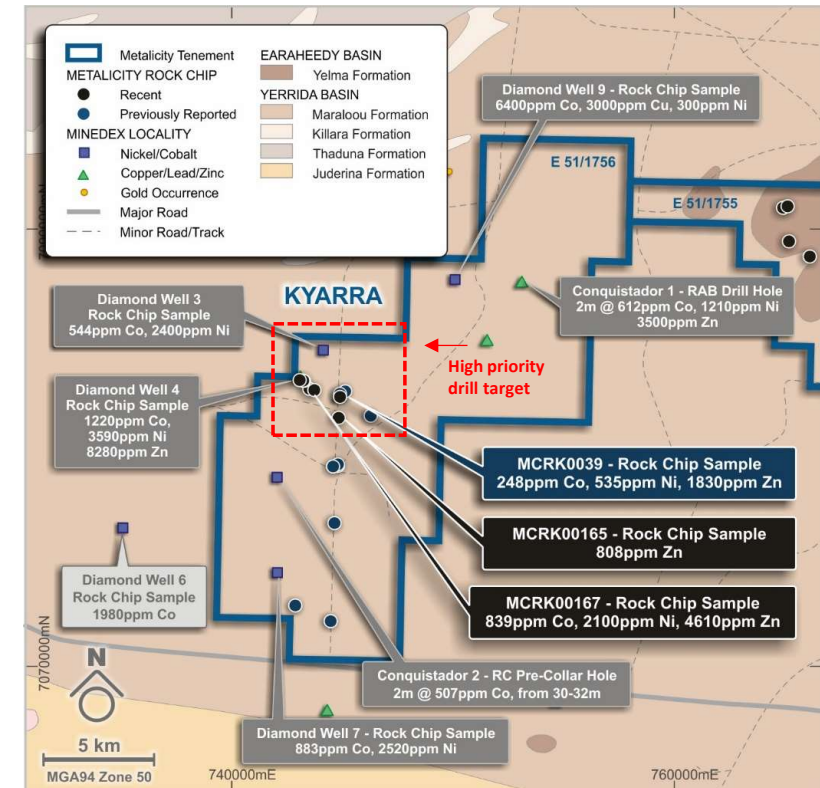 Metalicity Tenement
METALICITY ROCK CHIP
Recent
Previously Reported
MINEDEX LOCALITY
Nickel/Cobalt
Copper/Lead/Zinc
Gold Occurrence
Major Road
Minor Road/Track
EARAHEEDY BASIN
Yelma Formation
YERRIDA BASIN
Maraloou Formation
Killara Formation
Thaduna Formation
Juderina Formation
Diamond Well 9 - Rock Chip Sample
6400ppm Co, 3000ppm Cu, 300ppm Ni
E 51/1756
E 51/1755
KYARRA
Diamond Well 3
Rock Chip Sample
544ppm Co, 2400ppm Ni
Conquistador 1 - RAB Drill Hole
2m @ 612ppm Co, 1210ppm Ni
3500ppm Zn
High priority
drill target
Diamond Well 4
Rock Chip Sample
1220ppm Co,
3590ppm Ni
8280ppm Zn
MCRK0039 - Rock Chip Sample
248ppm Co, 535ppm Ni, 1830ppm Zn
MCRK00165 - Rock Chip Sample
808ppm Zn
MCRK00167 - Rock Chip Sample
839ppm Co, 2100ppm Ni, 4610ppm Zn
Diamond Well 6
Rock Chip Sample
1980ppm Co
Conquistador 2 - RC Pre-Collar Hole
2m @ 507ppm Co, from 30-32m
Diamond Well 7 - Rock Chip Sample
883ppm Co, 2520ppm Ni
7070000mN
N
5 km
MGA94 Zone 50
740000mE
760000mE